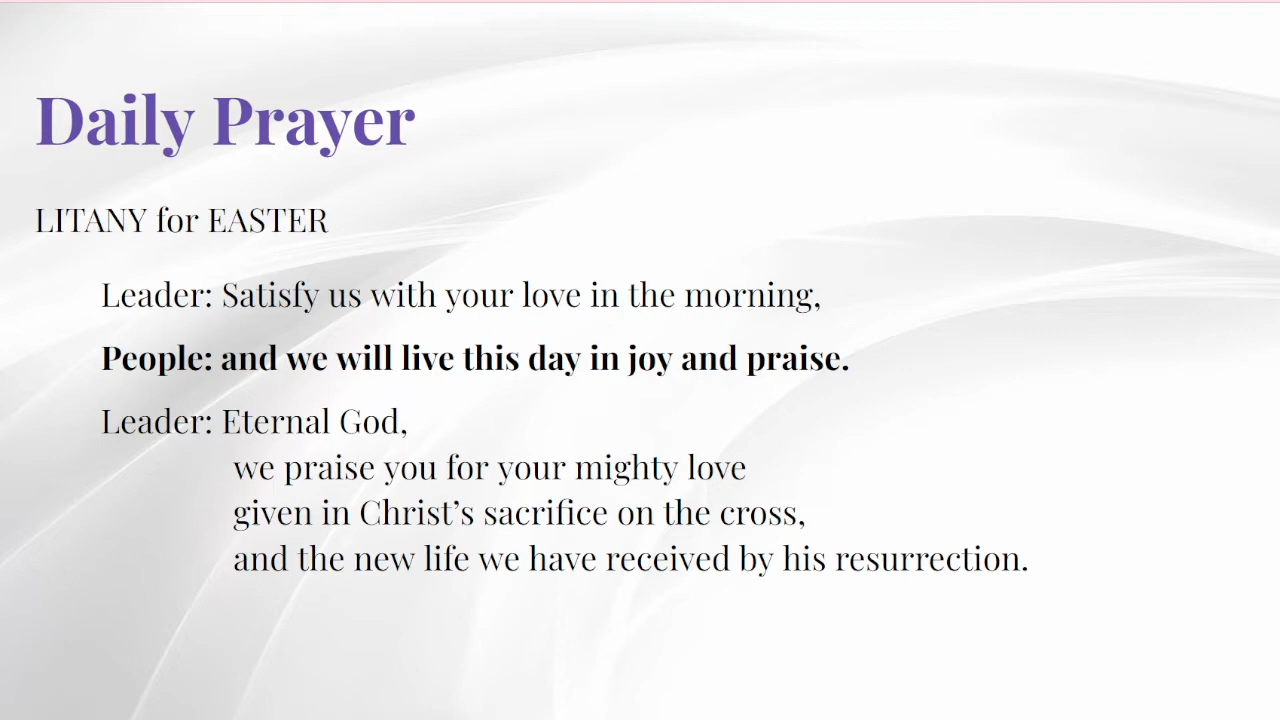 Daily Prayer
LITANY for EASTER
Leader: Satisfy us with your love in the morning,
People: and we will live this day in joy and praise.
Leader: Eternal God,
we praise you for your mighty love
given in Christ’s sacrifice on the cross,
and the new life we have received by his resurrection.